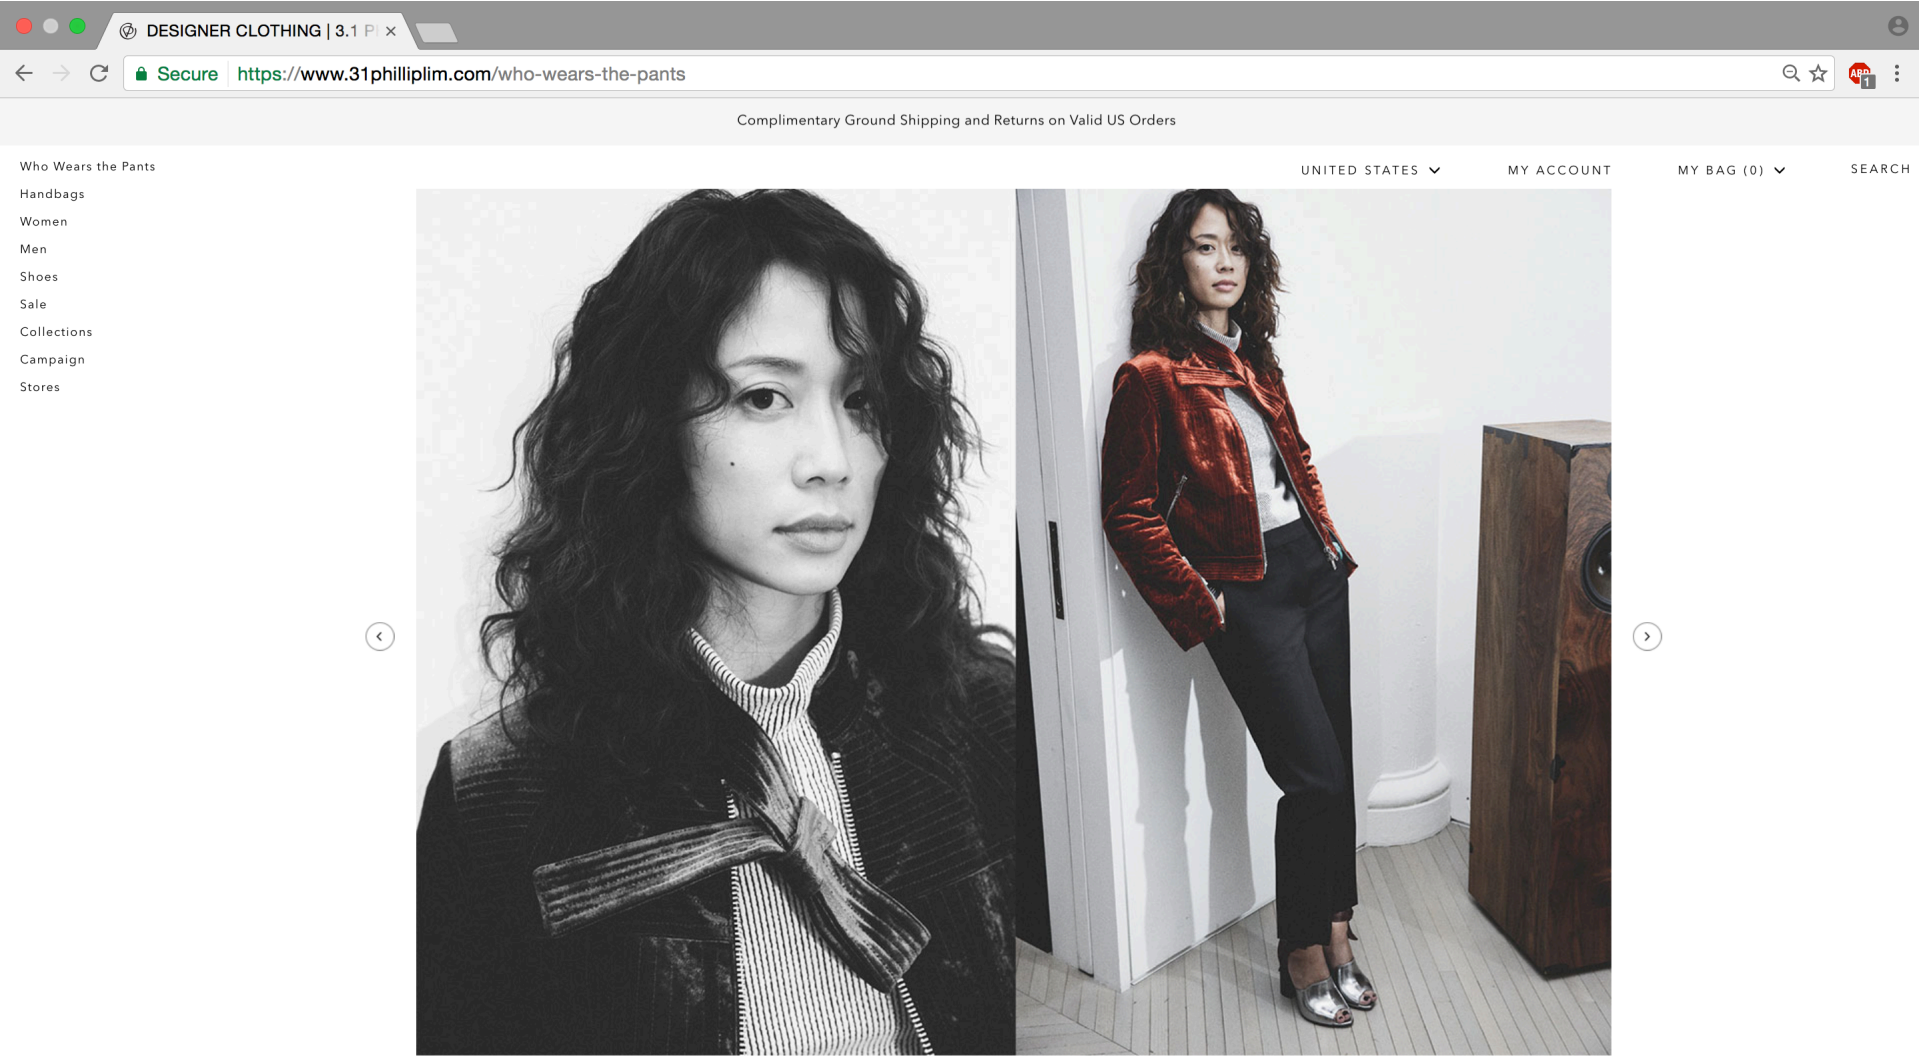 DESIGNER CLOTHING | 3.1 P
Secure https://www.31philliplim.com/who-wears-the-pants
ABP
1
Complimentary Ground Shipping and Returns on Valid US Orders
Who Wears the Pants
Handbags
Women
Men
Shoes
Sale
Collections
Campaign
Stores
UNITED STATES
MY ACCOUNT
MY BAG (0)
SEARCH